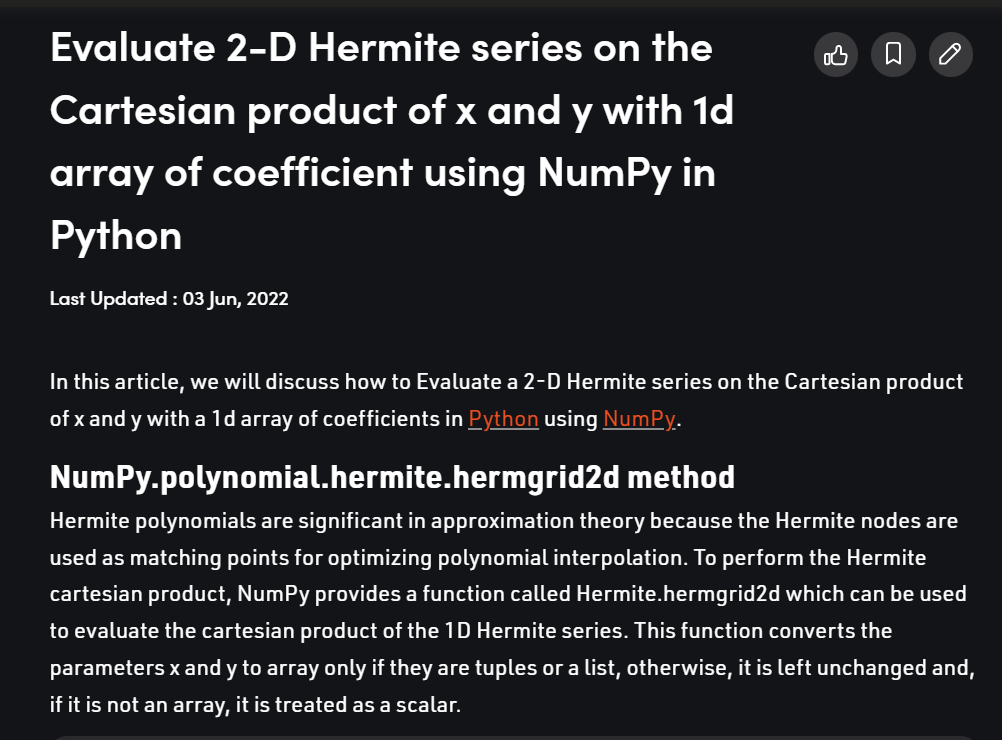 Evaluate 2-D Hermite series on the
Cartesian product of x and y with 1d
array of coefficient using NumPy in
Python
Last Updated : 03 Jun, 2022
In this article, we will discuss how to Evaluate a 2-D Hermite series on the Cartesian product
of x and y with a 1d array of coefficients in Python using NumPy.
NumPy.polynomial.hermite.hermgrid2d method
Hermite polynomials are significant in approximation theory because the Hermite nodes are
used as matching points for optimizing polynomial interpolation. To perform the Hermite
cartesian product, NumPy provides a function called Hermite.hermgrid2d which can be used
to evaluate the cartesian product of the 1D Hermite series. This function converts the
parameters x and y to array only if they are tuples or a list, otherwise, it is left unchanged and,
if it is not an array, it is treated as a scalar.